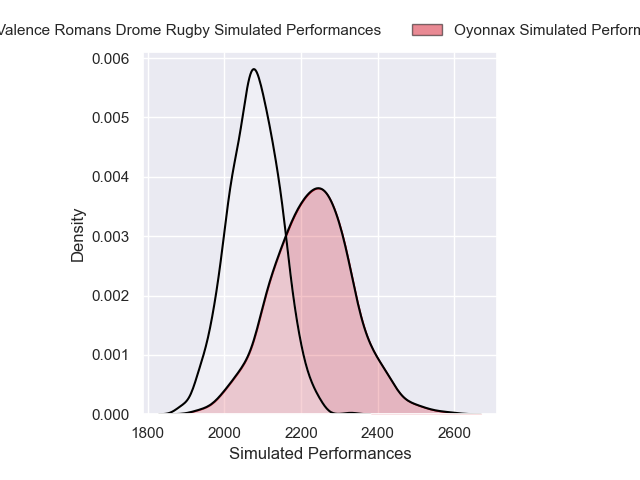 Valence Romans Drome Rugby Simulated Performances
Oyonnax Simulated Perform
0.006
0.005
0.004
0.003
0.002
0.001
0.000
Density
1800 2000 2200 2400 2600
Simulated Performances